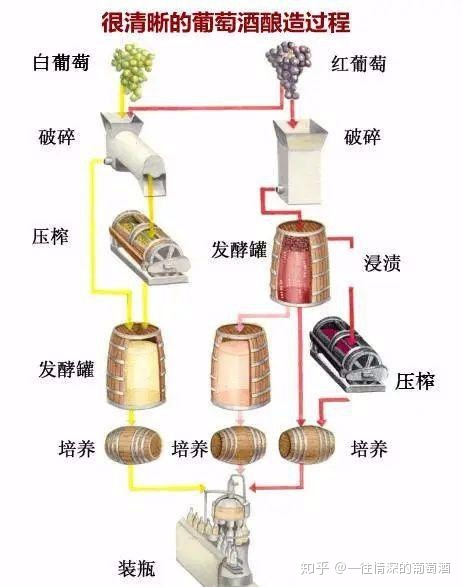 很清晰的葡萄酒酿造过程
白葡萄
红葡萄
破碎
破碎
压榨
发酵罐
浸渍
发酵罐
压榨
培养
培养
培养
装瓶
知乎 @一往情深的葡萄酒